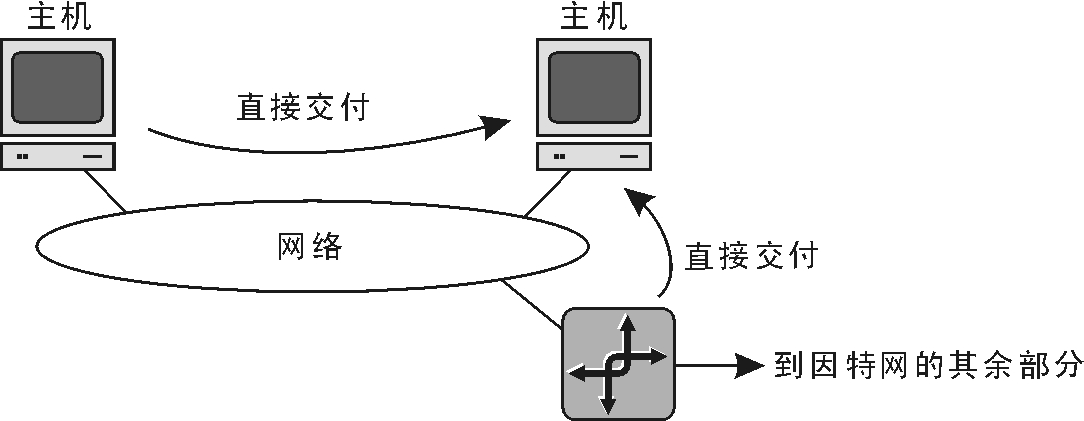 主机
主机
直接交付
网络
直接交付
到因特网的其余部分